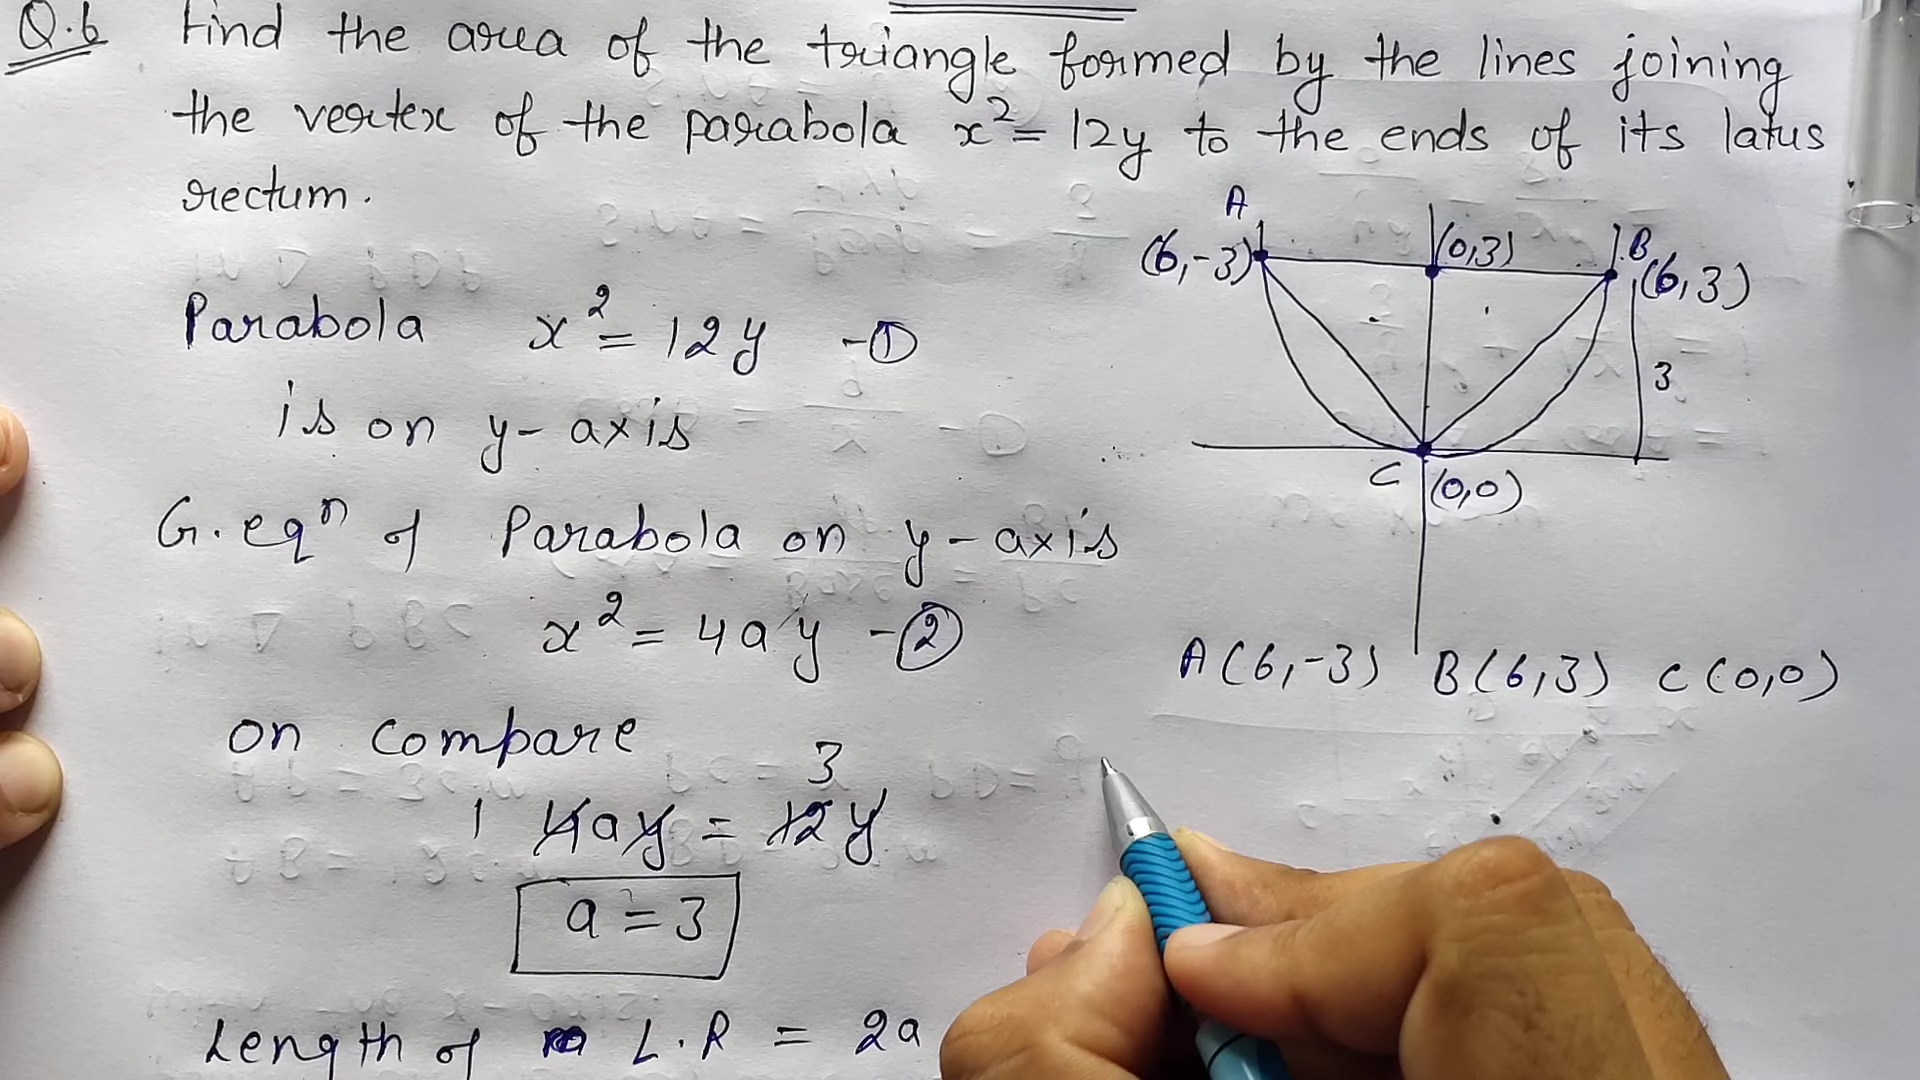 Q.6 Find the area of the triangle formed by the lines joining
the vertex of the parabola x² = 12y to the ends of its latus
rectum.
A
(6,-3)
(0,3)
B
(6,3)
3
C
(0,0)
A(6,-3) B(6,3) C(0,0)
Parabola x² = 12y -①
is on y-axis
G. eqⁿ of Parabola on y-axis
x² = 4ay -②
on compare
3
1 4ay = 12y
a = 3
Length of L.R = 2a